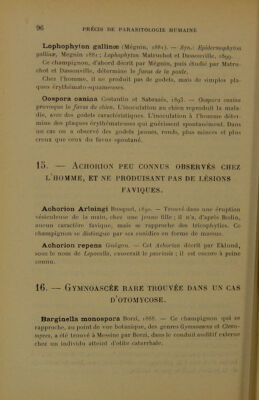 96 PRÉCIS DE PARASITOLOGIE HUMAINE
Lophophyton gallinæ (Mégnin, 1881). — Syn.: Epidermophyton
gallinæ, Megnin 1881; Lophophyton Matruchot et Dassonville, 1899.
Ce champignon, d'abord décrit par Mégnin, puis étudié par Matru-
chot et Dassonville, détermine le favus de la poule.
Chez l'homme, il ne produit pas de godets, mais de simples pla-
ques érythémato-squameuses.
Oospora canina Costantin et Sabrazès, 1893. — Oospora canina
provoque le favus du chien. L'inoculation au chien reproduit la mala-
die, avec des godets caractéristiques. L'inoculation à l'homme déter-
mine des plaques érythémateuses qui guérissent spontanément. Dans
un cas on a observé des godets jaunes, ronds, plus minces et plus
creux que ceux du favus spontané.
15. — ACHORION PEU CONNUS OBSERVÉS CHEZ
L'HOMME, ET NE PRODUISANT PAS DE LÉSIONS
FAVIQUES.
Achorion Arloingi Busquet, 1890. — Trouvé dans une éruption
vésiculeuse de la main, chez une jeune fille; il n'a, d'après Bodin,
aucun caractère favique, mais se rapproche des tricophyties. Ce
champignon se distingue par ses conidies en forme de massue.
Achorion repens Guégen. — Cet Achorion décrit par Eklund,
sous le nom de Lepocolla, causerait le psoriasis; il est encore à peine
connu.
16. — GYMNOASCÉE RARE TROUVÉE DANS UN CAS
D'OTOMYCOSE.
Barginella monospora Borzi, 1888. — Ce champignon qui se
rapproche, au point de vue botanique, des genres Gymnoascus et Cteno-
myces, a été trouvé à Messine par Borzi, dans le conduit auditif externe
chez un individu atteint d'otite catarrhale.